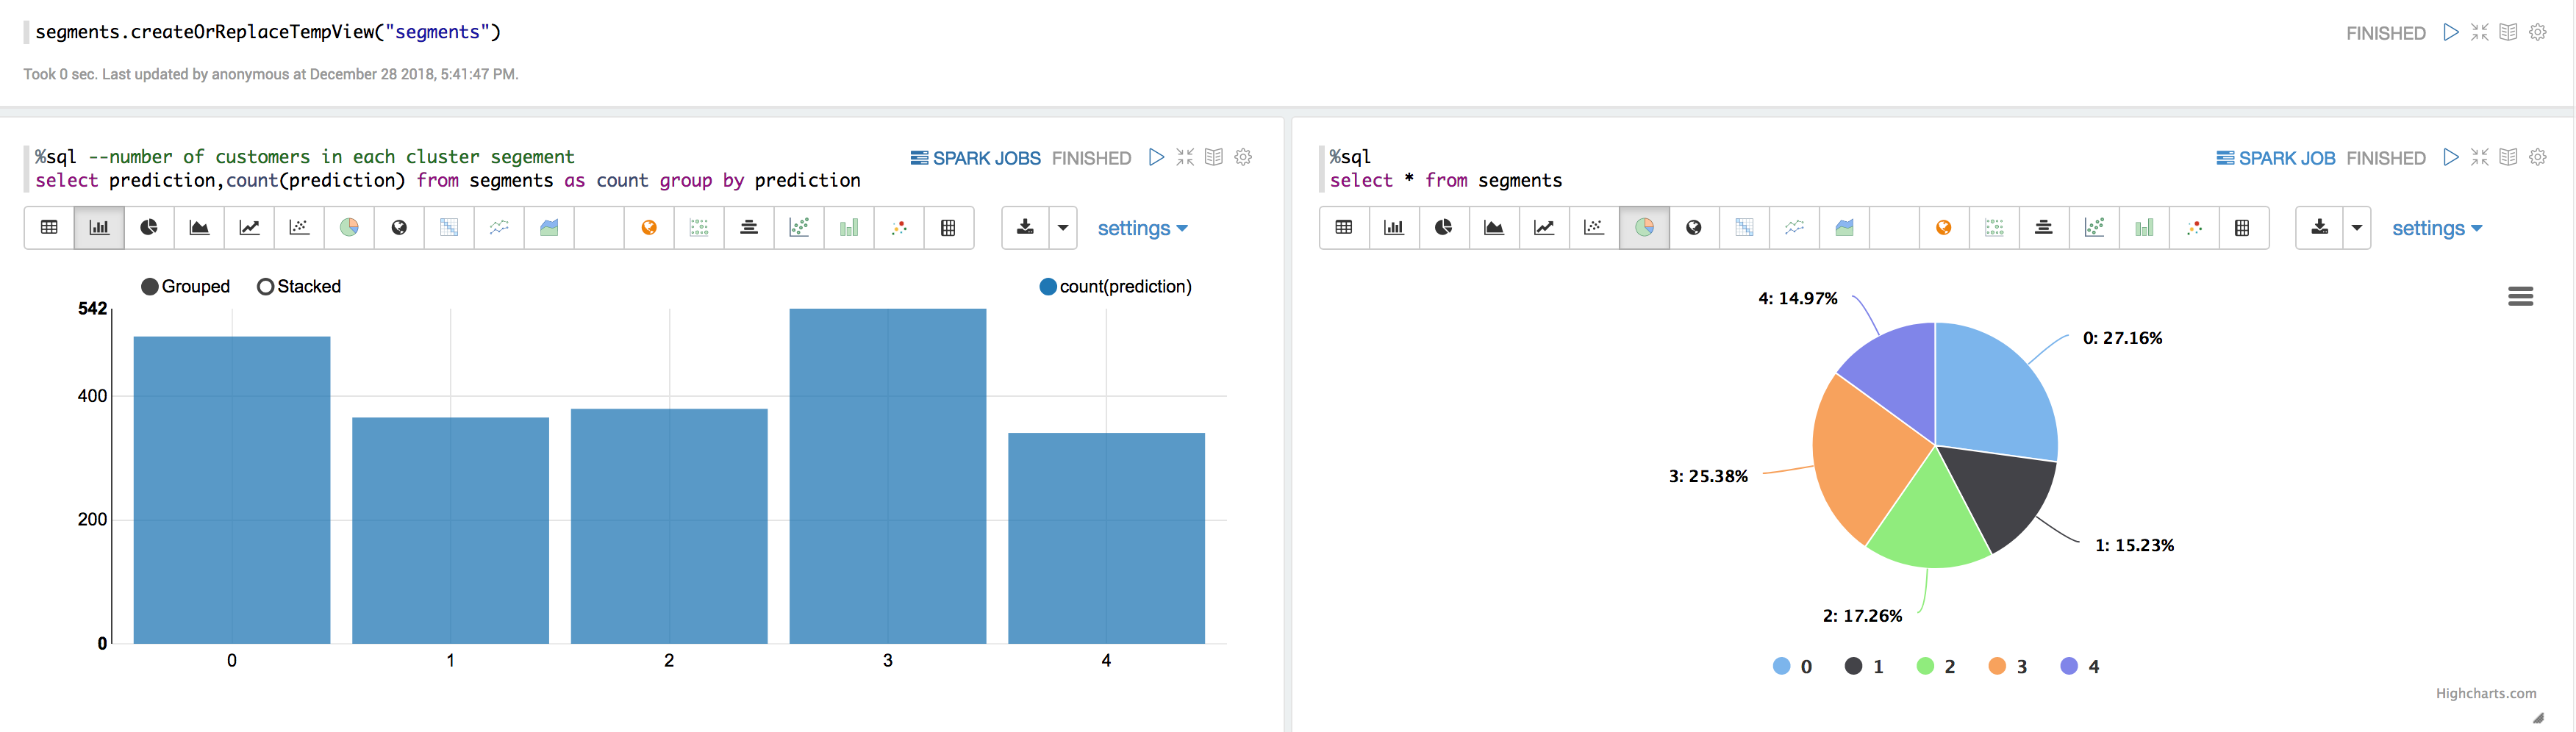 segments.createOrReplaceTempView("segments")
FINISHED
Took 0 sec. Last updated by anonymous at December 28 2018, 5:41:47 PM.
%sql --number of customers in each cluster segement
SPARK JOBS FINISHED
select prediction,count(prediction) from segments as count group by prediction
settings
Grouped Stacked
count(prediction)
542
400
200
0
0 1 2 3 4
%sql
SPARK JOB FINISHED
select * from segments
settings
4: 14.97%
0: 27.16%
3: 25.38%
1: 15.23%
2: 17.26%
0 1 2 3 4
Highcharts.com